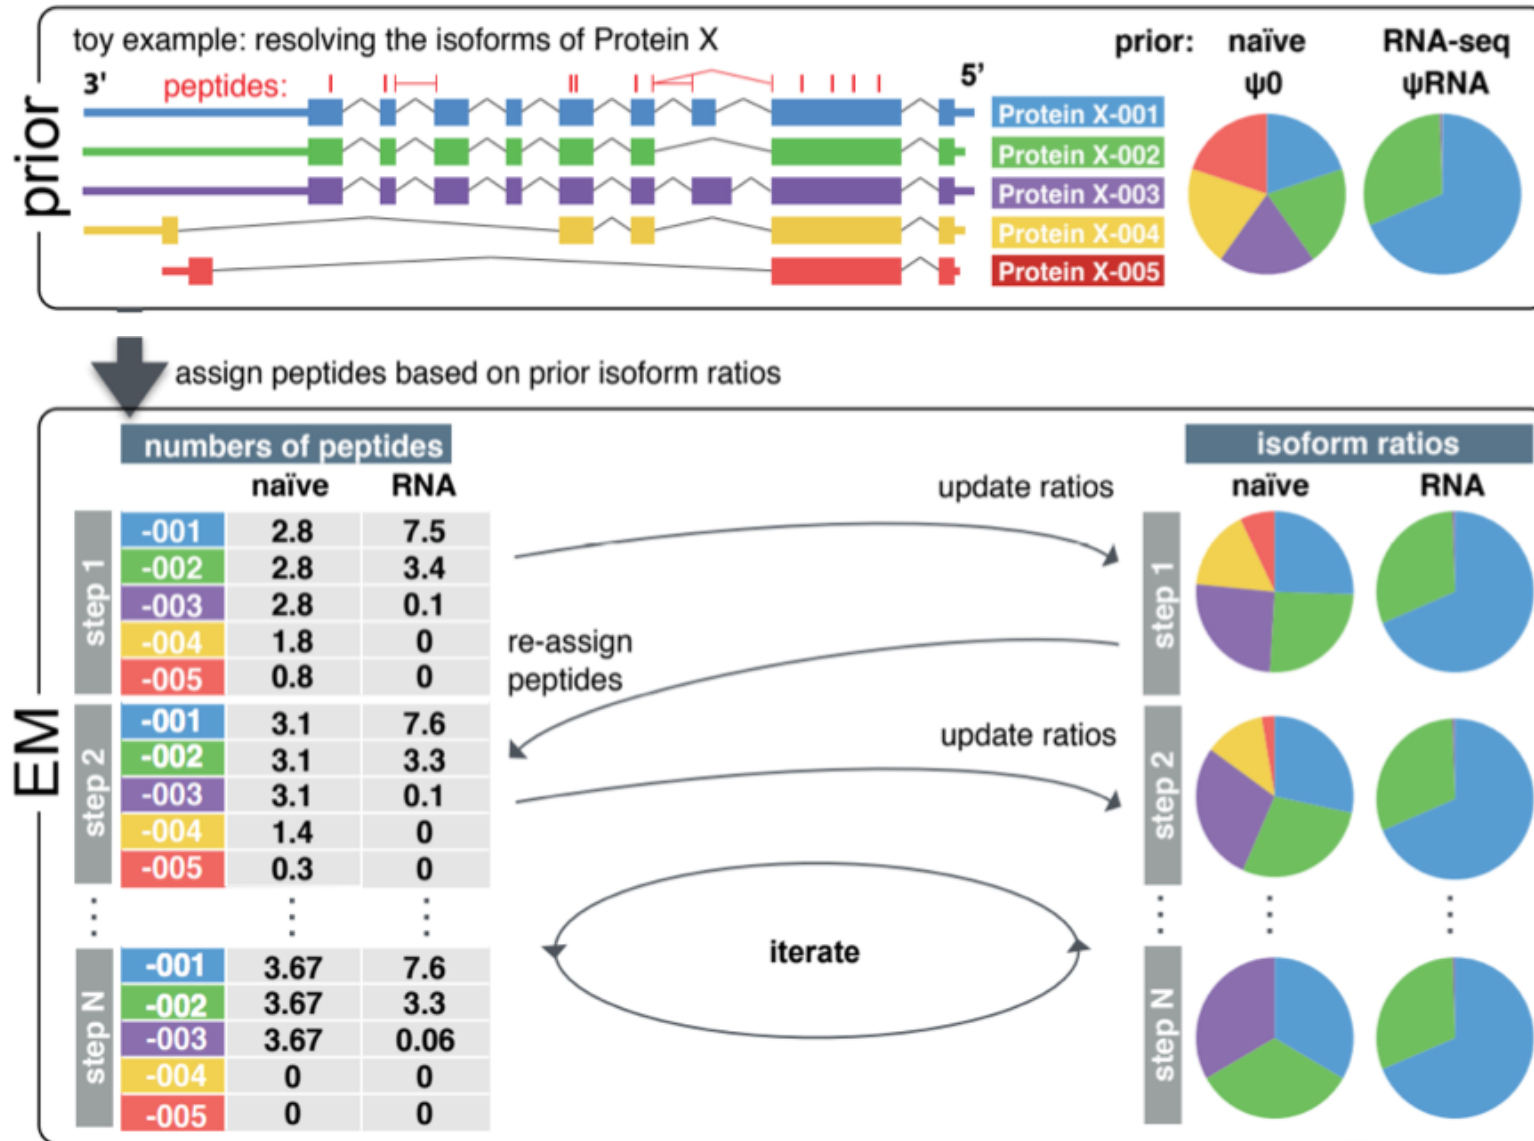 toy example: resolving the isoforms of Protein X
prior: naïve RNA-seq
ψ0 ψRNA
3' peptides: 5’
Protein X-001
Protein X-002
Protein X-003
Protein X-004
Protein X-005
prior
assign peptides based on prior isoform ratios
numbers of peptides
isoform ratios
naïve RNA
naïve RNA
update ratios
step 1
-001 2.8 7.5
-002 2.8 3.4
-003 2.8 0.1
-004 1.8 0
-005 0.8 0
step 1
re-assign
peptides
EM
step 2
-001 3.1 7.6
-002 3.1 3.3
-003 3.1 0.1
-004 1.4 0
-005 0.3 0
update ratios
step 2
iterate
step N
-001 3.67 7.6
-002 3.67 3.3
-003 3.67 0.06
-004 0 0
-005 0 0
step N